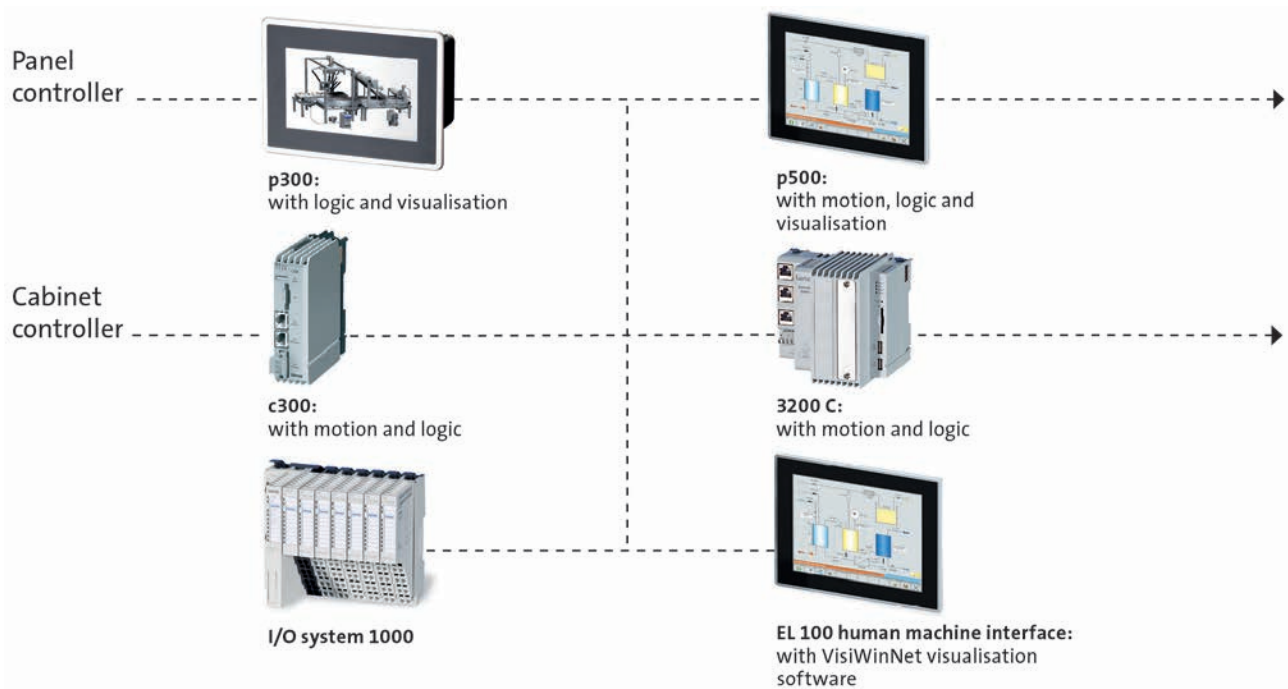 Panel
controller
p300:
with logic and visualisation
p500:
with motion, logic and
visualisation
Cabinet
controller
c300:
with motion and logic
3200 C:
with motion and logic
I/O system 1000
EL 100 human machine interface:
with VisiWinNet visualisation
software